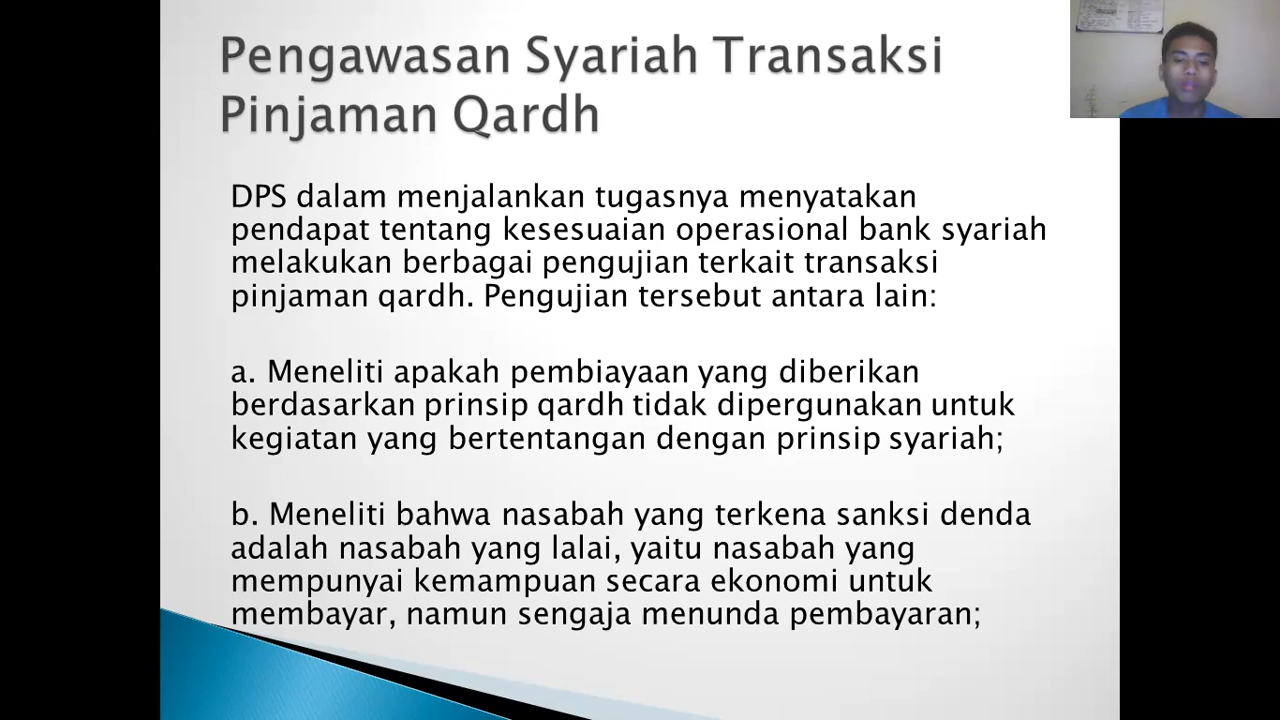 Pengawasan Syariah Transaksi
Pinjaman Qardh
DPS dalam menjalankan tugasnya menyatakan
pendapat tentang kesesuaian operasional bank syariah
melakukan berbagai pengujian terkait transaksi
pinjaman qardh. Pengujian tersebut antara lain:
a. Meneliti apakah pembiayaan yang diberikan
berdasarkan prinsip qardh tidak dipergunakan untuk
kegiatan yang bertentangan dengan prinsip syariah;
b. Meneliti bahwa nasabah yang terkena sanksi denda
adalah nasabah yang lalai, yaitu nasabah yang
mempunyai kemampuan secara ekonomi untuk
membayar, namun sengaja menunda pembayaran;